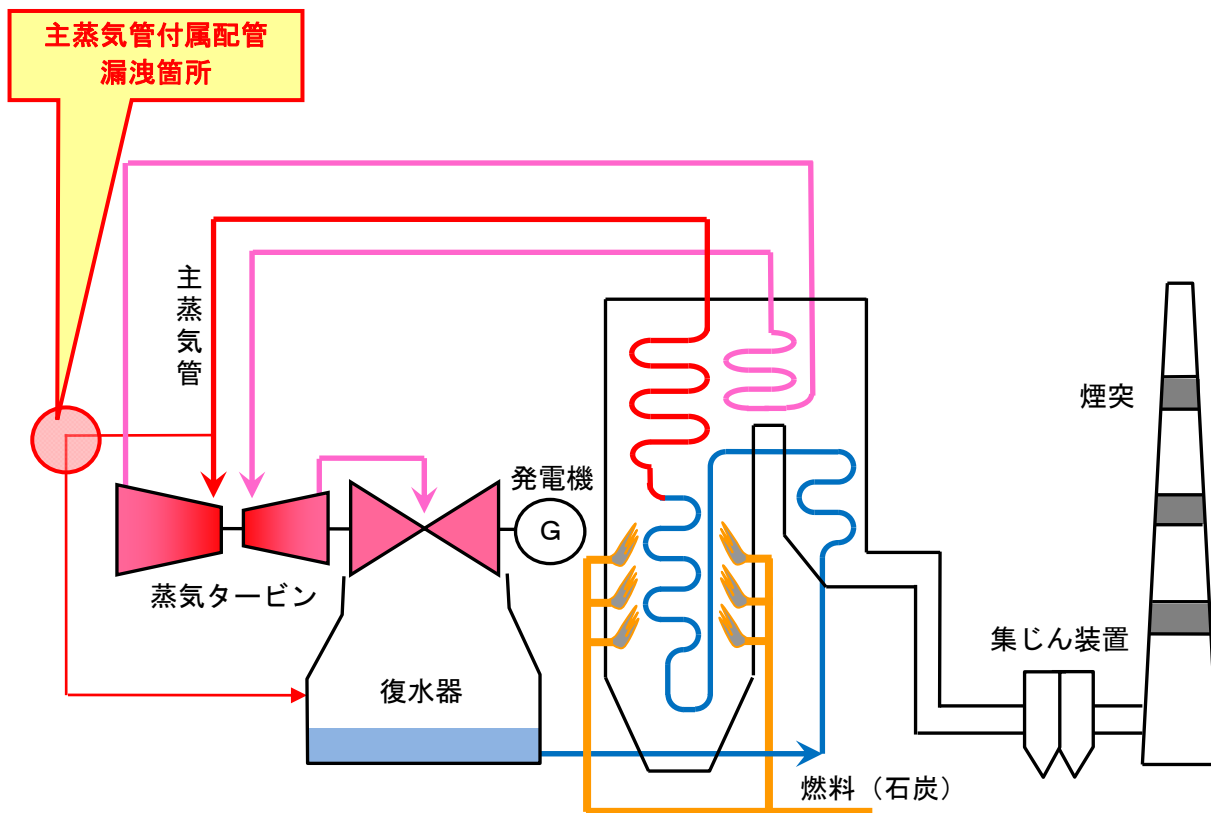 主蒸気管付属配管
漏洩箇所
主蒸気管
煙突
発電機
G
蒸気タービン
集じん装置
復水器
燃料（石炭）